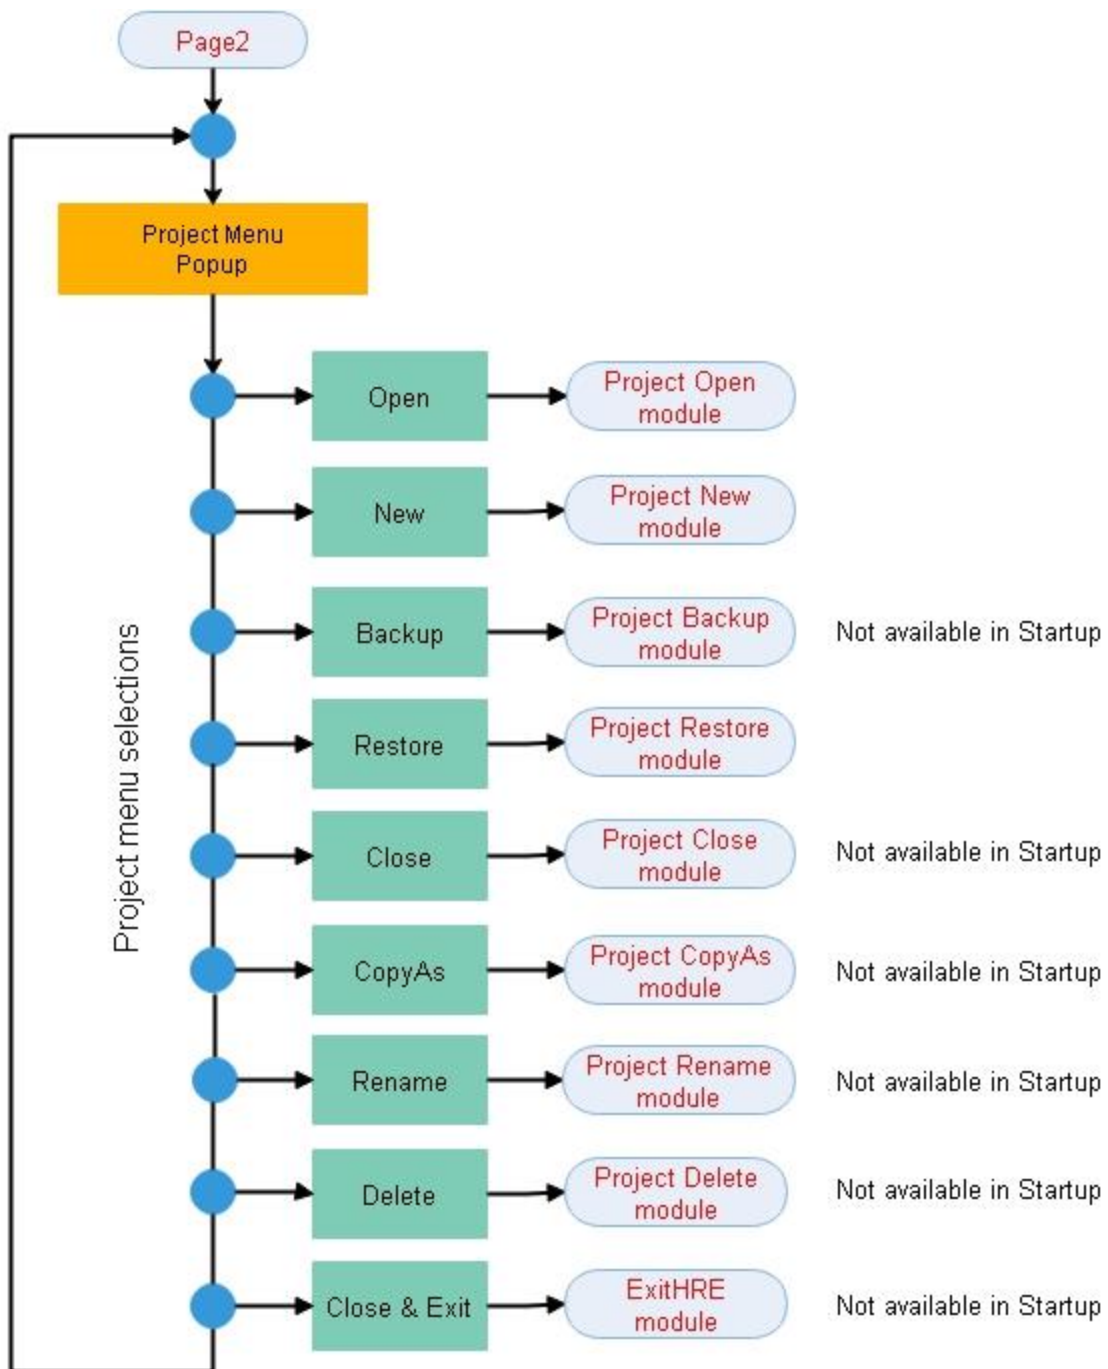 Page2
Project Menu
Popup
Project menu selections
Open
Project Open
module
New
Project New
module
Backup
Project Backup
module
Not available in Startup
Restore
Project Restore
module
Close
Project Close
module
Not available in Startup
CopyAs
Project CopyAs
module
Not available in Startup
Rename
Project Rename
module
Not available in Startup
Delete
Project Delete
module
Not available in Startup
Close & Exit
ExitHRE
module
Not available in Startup